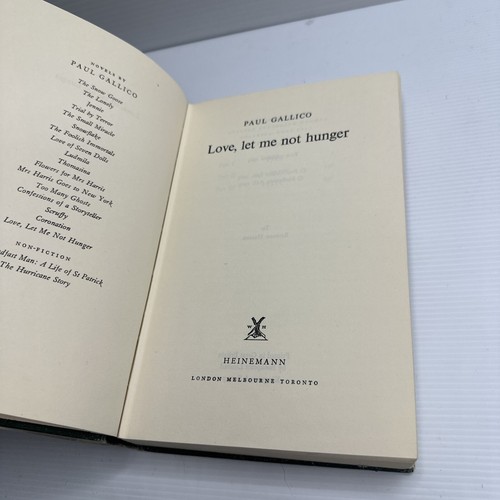 NOVELS BY
PAUL GALLICO
The Snow Goose
The Lonely
Jennie
Trial by Terror
The Small Miracle
Snowflake
The Foolish Immortals
Love of Seven Dolls
Ludmila
Thomasina
Flowers for Mrs Harris
Mrs Harris Goes to New York
Too Many Ghosts
Confessions of a Storyteller
Scruffy
Coronation
Love, Let Me Not Hunger
NON-FICTION
Man: A Life of St Patrick
The Hurricane Story
PAUL GALLICO
Love, let me not hunger
W H
HEINEMANN
LONDON MELBOURNE TORONTO